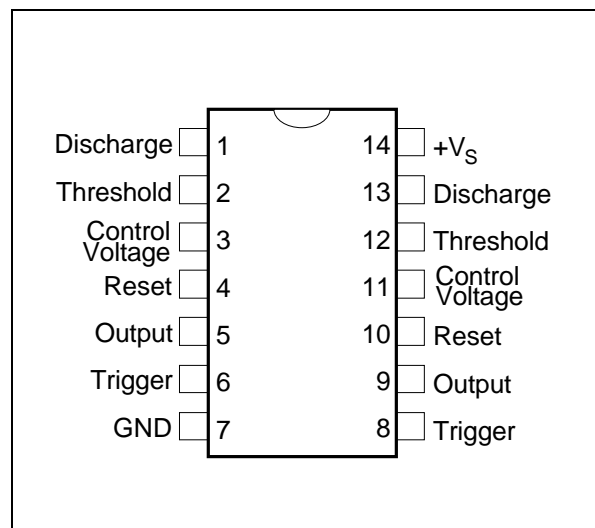 Discharge 1 14 +VS
Threshold 2 13 Discharge
Control
Voltage 3 12 Threshold
Reset 4 11 Control
Voltage
Output 5 10 Reset
Trigger 6 9 Output
GND 7 8 Trigger